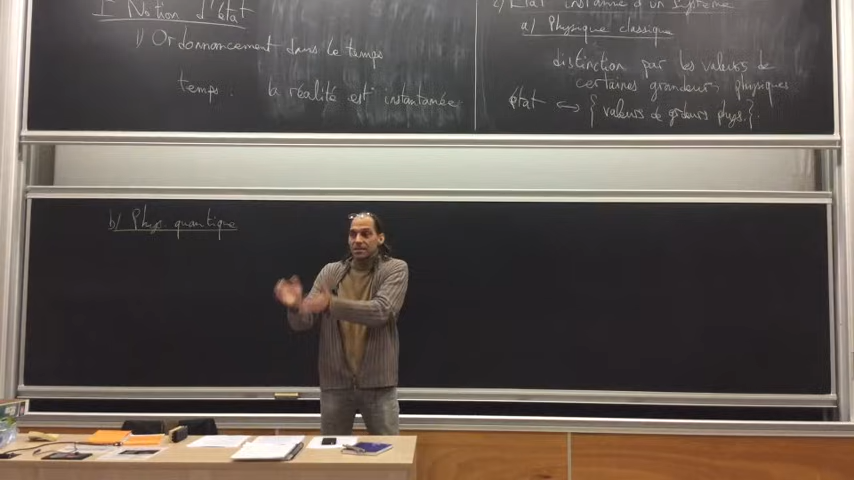 I Notion d'état
1) Ordonnancement dans le temps
temps. la réalité est instantanée
2) État instantané d'un système
a) Physique classique
distinction par les valeurs de
certaines grandeurs physiques
état ⟷ { valeurs de gdeurs phys. }
b) Phys. quantique